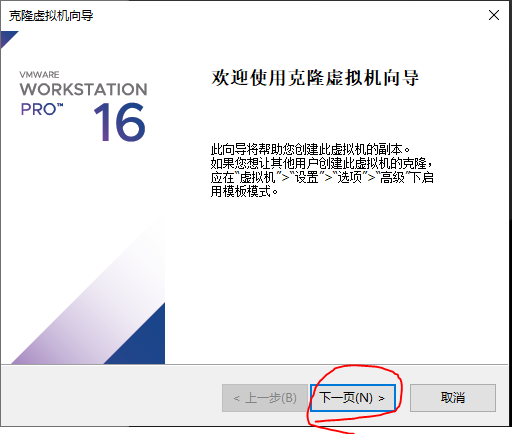 克隆虚拟机向导
VMWARE
WORKSTATION
PRO™ 16
欢迎使用克隆虚拟机向导
此向导将帮助您创建此虚拟机的副本。
如果您想让其他用户创建此虚拟机的克隆，
应在"虚拟机">"设置">"选项">"高级"下启
用模板模式。
< 上一步(B)
下一页(N) >
取消